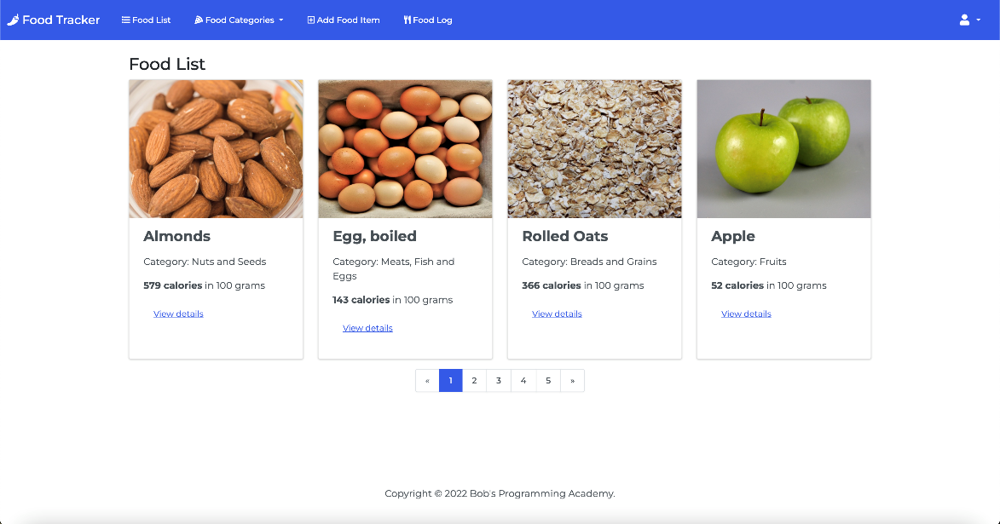 Food Tracker
Food List
Food Categories
Add Food Item
Food Log
Food List
Almonds
Category: Nuts and Seeds
579 calories in 100 grams
View details
Egg, boiled
Category: Meats, Fish and
Eggs
143 calories in 100 grams
View details
Rolled Oats
Category: Breads and Grains
366 calories in 100 grams
View details
Apple
Category: Fruits
52 calories in 100 grams
View details
« 1 2 3 4 5 »
Copyright © 2022 Bob's Programming Academy.